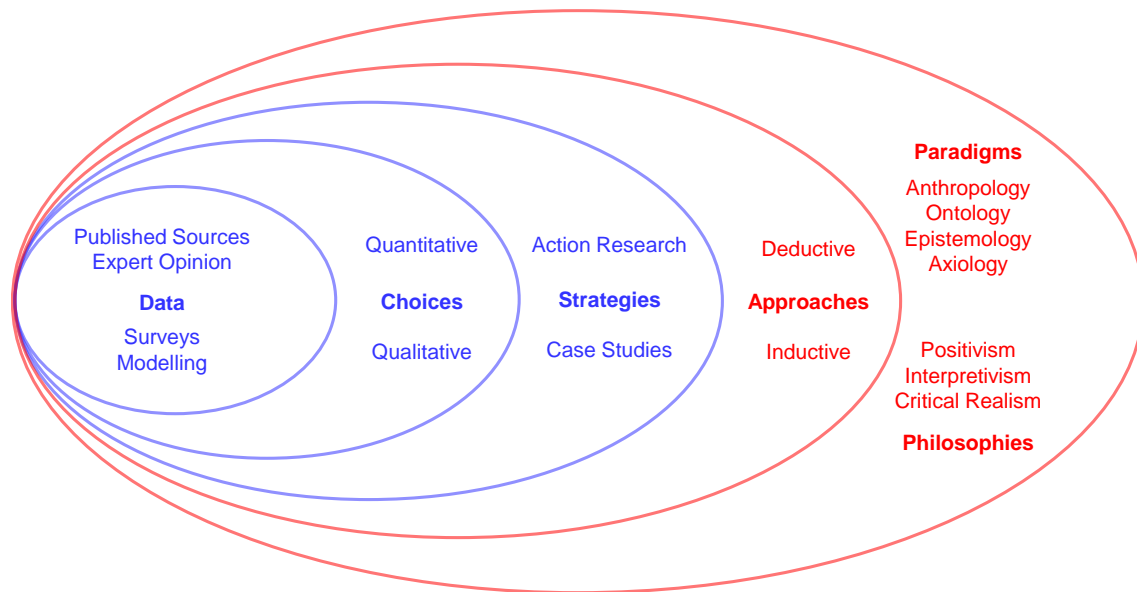 Published Sources
Expert Opinion
Data
Surveys
Modelling
Quantitative
Choices
Qualitative
Action Research
Strategies
Case Studies
Deductive
Approaches
Inductive
Paradigms
Anthropology
Ontology
Epistemology
Axiology
Positivism
Interpretivism
Critical Realism
Philosophies